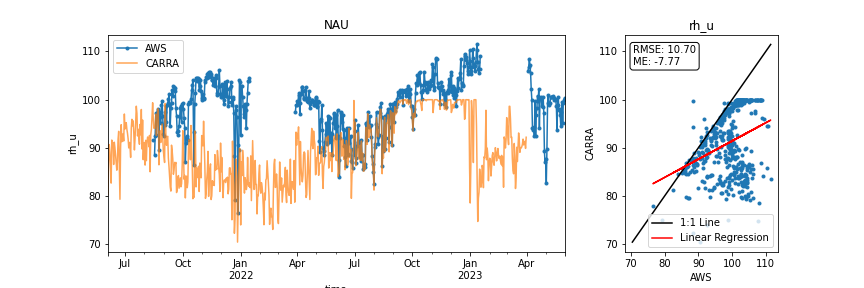 NAU
AWS
CARRA
rh_u
110
100
90
80
70
Jul
Oct
Jan
2022
Apr
Jul
Oct
Jan
2023
Apr
time
rh_u
RMSE: 10.70
ME: -7.77
CARRA
110
100
90
80
70
1:1 Line
Linear Regression
70
80
90
100
110
AWS